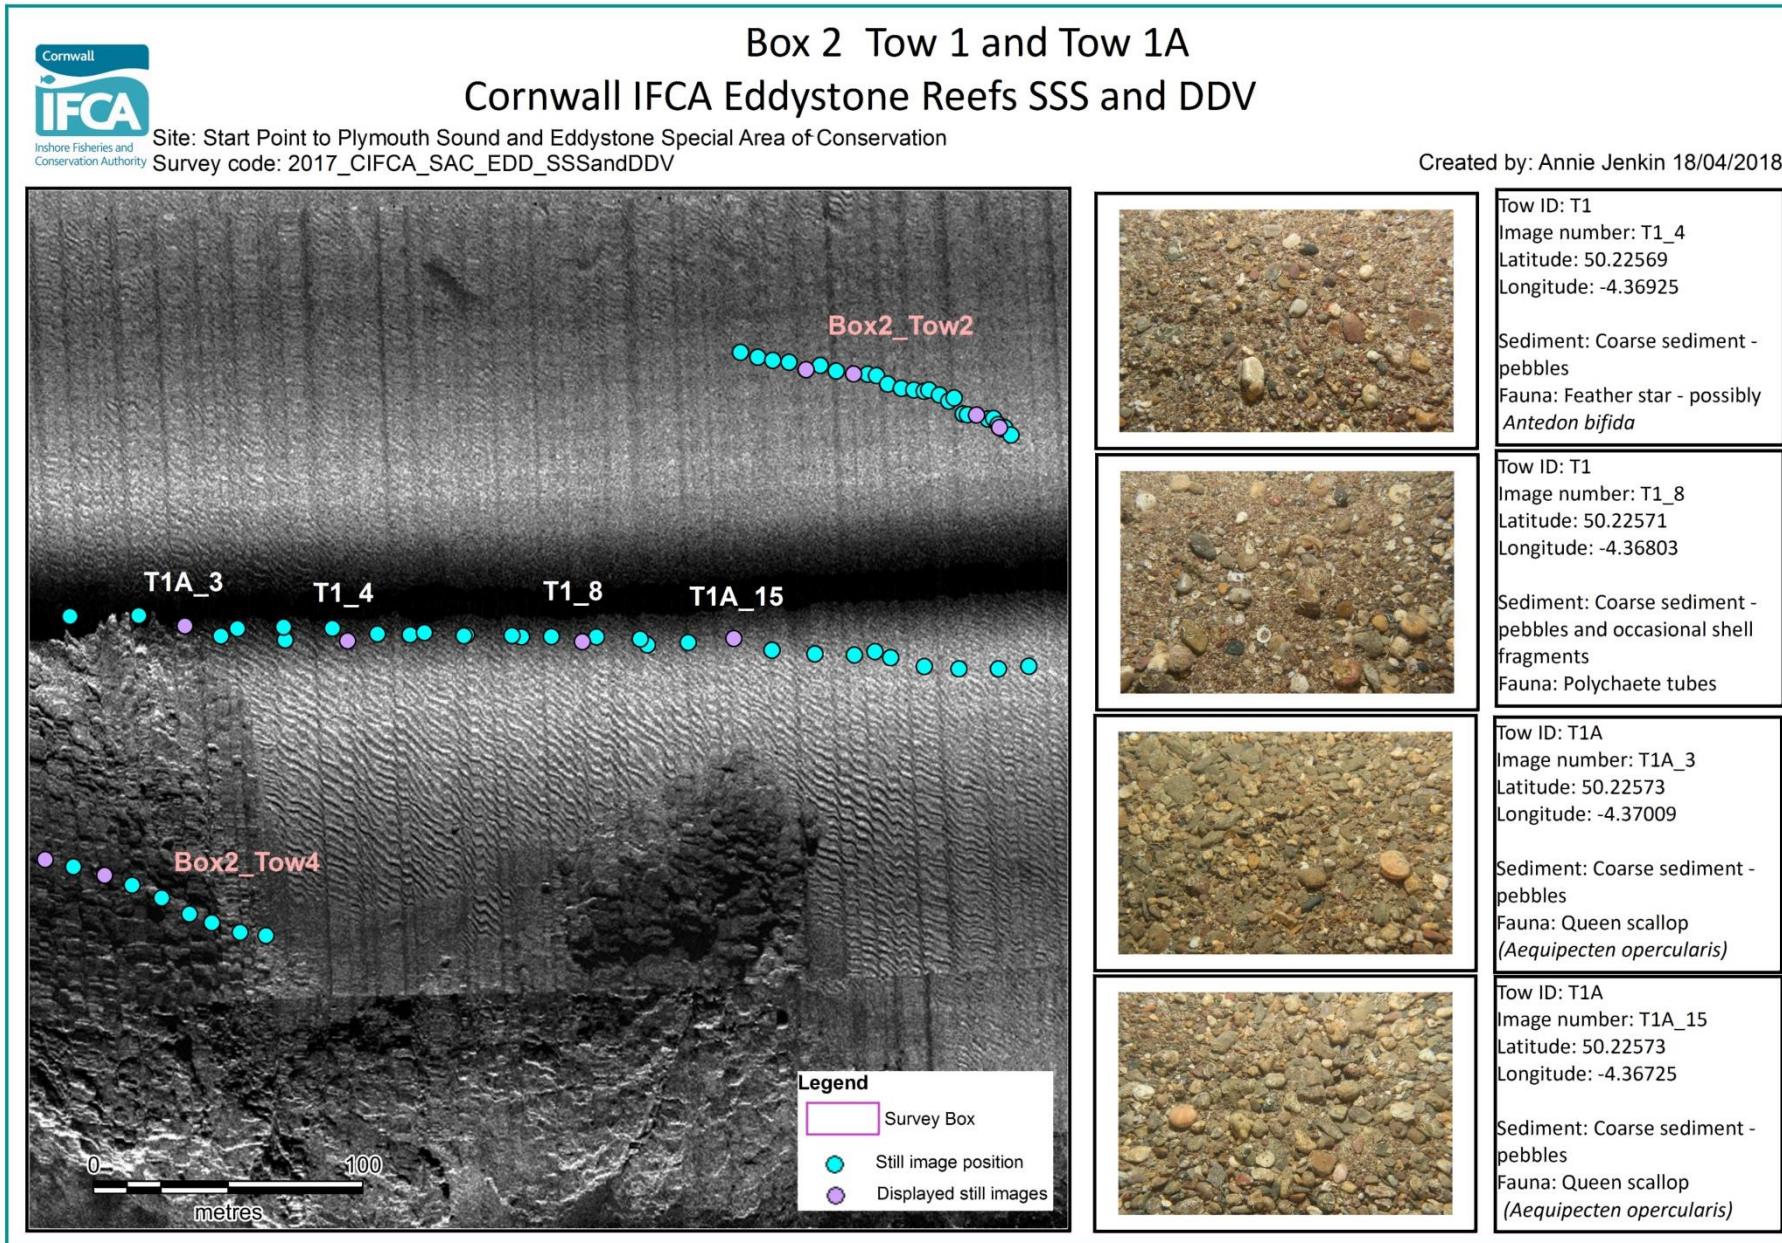 Box 2 Tow 1 and Tow 1A
Cornwall IFCA Eddystone Reefs SSS and DDV
Cornwall
IFCA
Inshore Fisheries and
Conservation Authority
Site: Start Point to Plymouth Sound and Eddystone Special Area of Conservation
Survey code: 2017_CIFCA_SAC_EDD_SSSandDDV
Created by: Annie Jenkin 18/04/2018
Box2_Tow2
T1A_3
T1_4
T1_8
T1A_15
Box2_Tow4
Legend
Survey Box
Still image position
Displayed still images
0
100
metres
Tow ID: T1
Image number: T1_4
Latitude: 50.22569
Longitude: -4.36925
Sediment: Coarse sediment -
pebbles
Fauna: Feather star - possibly
Antedon bifida
Tow ID: T1
Image number: T1_8
Latitude: 50.22571
Longitude: -4.36803
Sediment: Coarse sediment -
pebbles and occasional shell
fragments
Fauna: Polychaete tubes
Tow ID: T1A
Image number: T1A_3
Latitude: 50.22573
Longitude: -4.37009
Sediment: Coarse sediment -
pebbles
Fauna: Queen scallop
(Aequipecten opercularis)
Tow ID: T1A
Image number: T1A_15
Latitude: 50.22573
Longitude: -4.36725
Sediment: Coarse sediment -
pebbles
Fauna: Queen scallop
(Aequipecten opercularis)